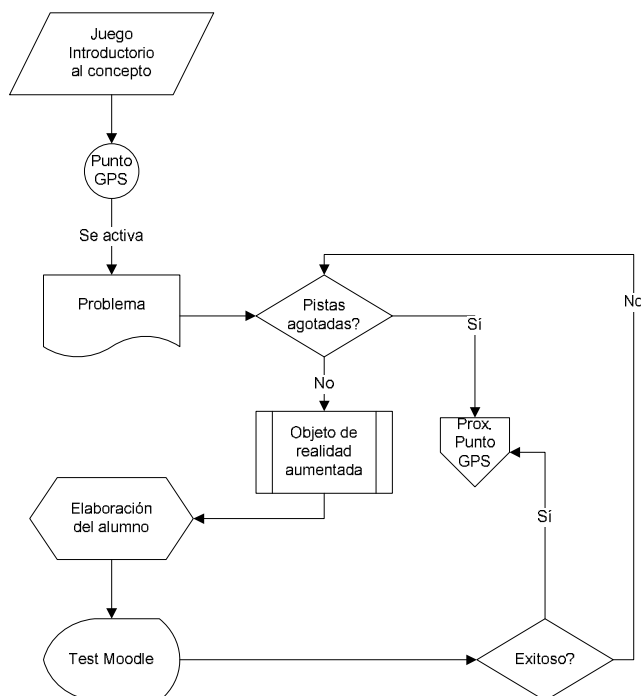 Juego
Introductorio
al concepto
Punto
GPS
Se activa
Problema
Pistas
agotadas?
No
Sí
No
Prox.
Punto
GPS
Objeto de
realidad
aumentada
Elaboración
del alumno
Sí
Test Moodle
Exitoso?